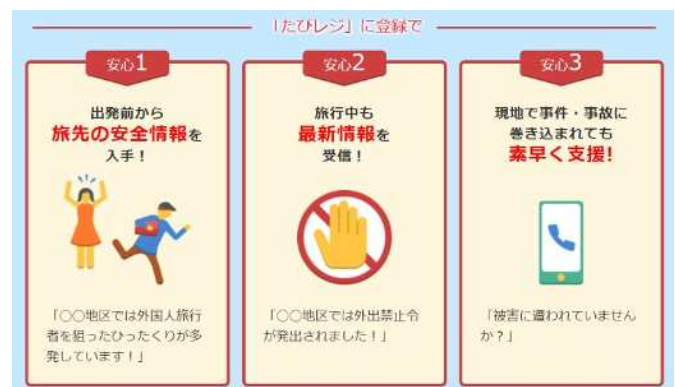 「たびレジ」に登録で
安心1
出発前から
旅先の安全情報を
入手！
「○○地区では外国人旅行
者を狙ったひったくりが多
発しています！」
安心2
旅行中も
最新情報を
受信！
「○○地区では外出禁止令
が発出されました！」
安心3
現地で事件・事故に
巻き込まれても
素早く支援!
「被害に遭われていません
か？」